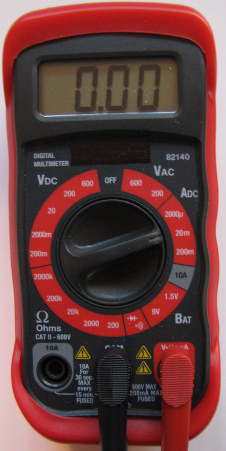 0.00
DIGITAL
MULTIMETER
82140
VDC
OFF
VAC
600
600
200
200
ADC
20
2000µ
2000m
20m
200m
200m
2000k
10A
200k
1.5V
20k
9V
2000
200
BAT
Ω
Ohms
CAT II - 600V
10A
10A
For
30 sec.
MAX
every
15 min.
FUSED
600V MAX
200mA MAX
FUSED